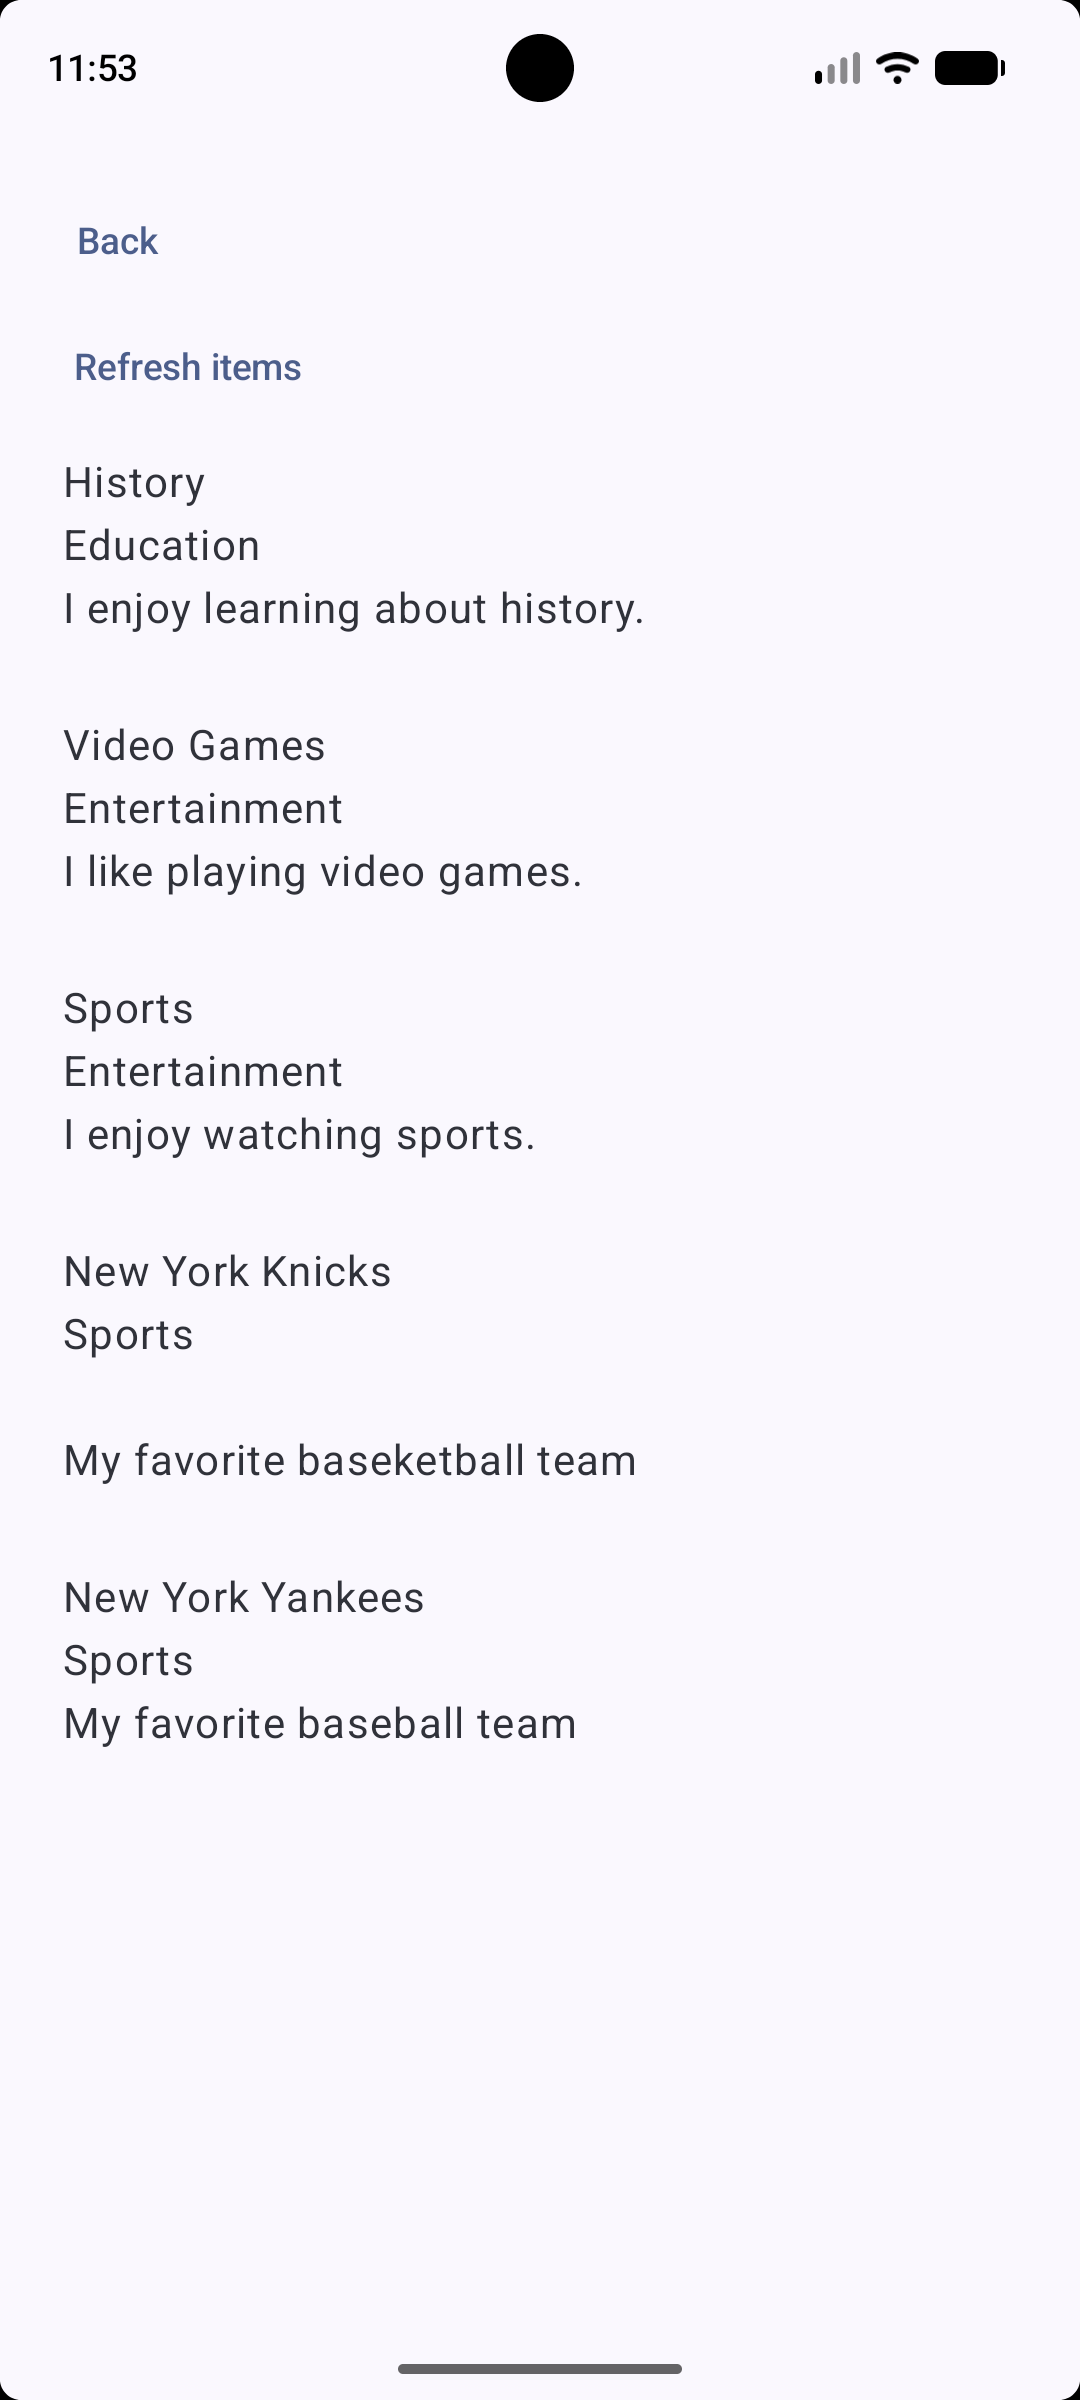 11:53
Back
Refresh items
History
Education
I enjoy learning about history.
Video Games
Entertainment
I like playing video games.
Sports
Entertainment
I enjoy watching sports.
New York Knicks
Sports
My favorite baseketball team
New York Yankees
Sports
My favorite baseball team